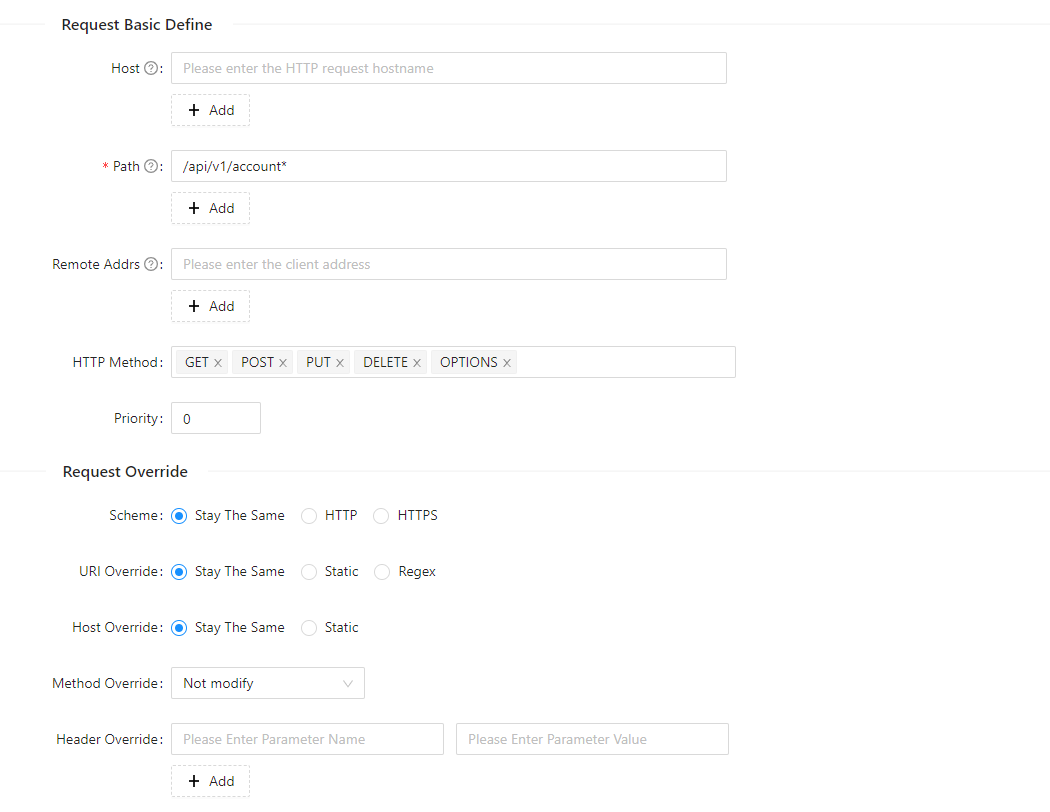 Request Basic Define
Host ?: Please enter the HTTP request hostname
+ Add
* Path ?: /api/v1/account*
+ Add
Remote Addrs ?: Please enter the client address
+ Add
HTTP Method: GET × POST × PUT × DELETE × OPTIONS ×
Priority: 0
Request Override
Scheme: Stay The Same HTTP HTTPS
URI Override: Stay The Same Static Regex
Host Override: Stay The Same Static
Method Override: Not modify
Header Override: Please Enter Parameter Name Please Enter Parameter Value
+ Add